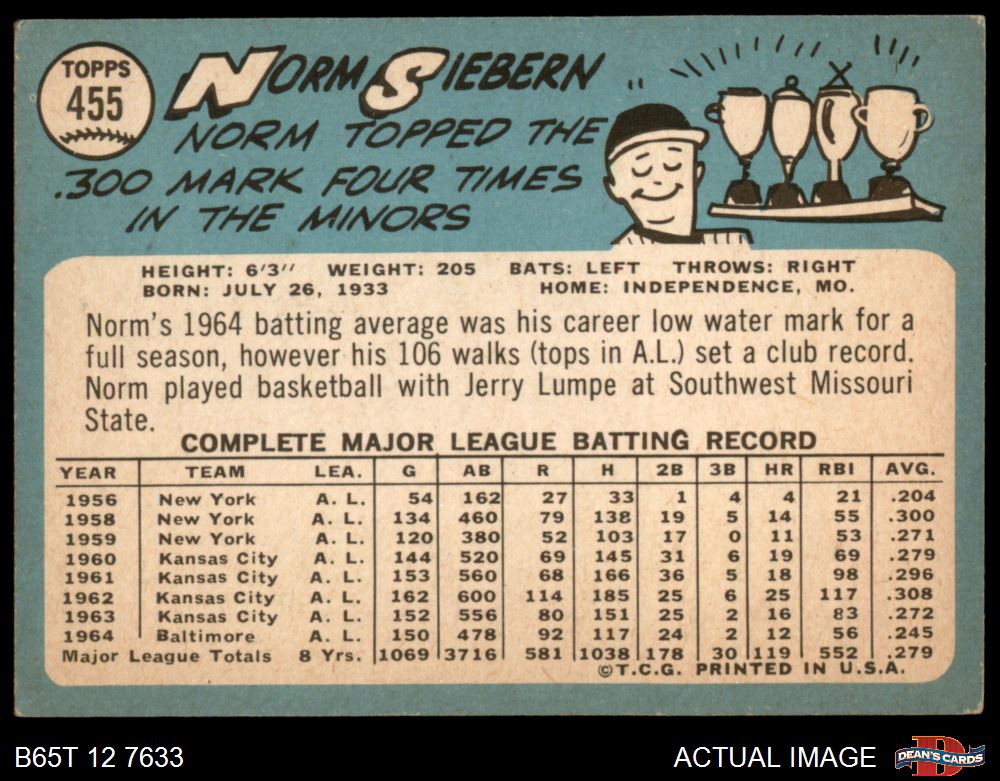 TOPPS
455
NORM SIEBERN
NORM TOPPED THE
.300 MARK FOUR TIMES
IN THE MINORS
HEIGHT: 6'3" WEIGHT: 205 BATS: LEFT THROWS: RIGHT
BORN: JULY 26, 1933 HOME: INDEPENDENCE, MO.
Norm's 1964 batting average was his career low water mark for a
full season, however his 106 walks (tops in A.L.) set a club record.
Norm played basketball with Jerry Lumpe at Southwest Missouri
State.
COMPLETE MAJOR LEAGUE BATTING RECORD
YEAR TEAM LEA. G AB R H 2B 3B HR RBI AVG.
1956 New York A. L. 54 162 27 33 1 4 4 21 .204
1958 New York A. L. 134 460 79 138 19 5 14 55 .300
1959 New York A. L. 120 380 52 103 17 0 11 53 .271
1960 Kansas City A. L. 144 520 69 145 31 6 19 69 .279
1961 Kansas City A. L. 153 560 68 166 36 5 18 98 .296
1962 Kansas City A. L. 162 600 114 185 25 6 25 117 .308
1963 Kansas City A. L. 152 556 80 151 25 2 16 83 .272
1964 Baltimore A. L. 150 478 92 117 24 2 12 56 .245
Major League Totals 8 Yrs. 1069 3716 581 1038 178 30 119 552 .279
©T.C.G. PRINTED IN U.S.A.
B65T 12 7633 ACTUAL IMAGE DEAN'S CARDS